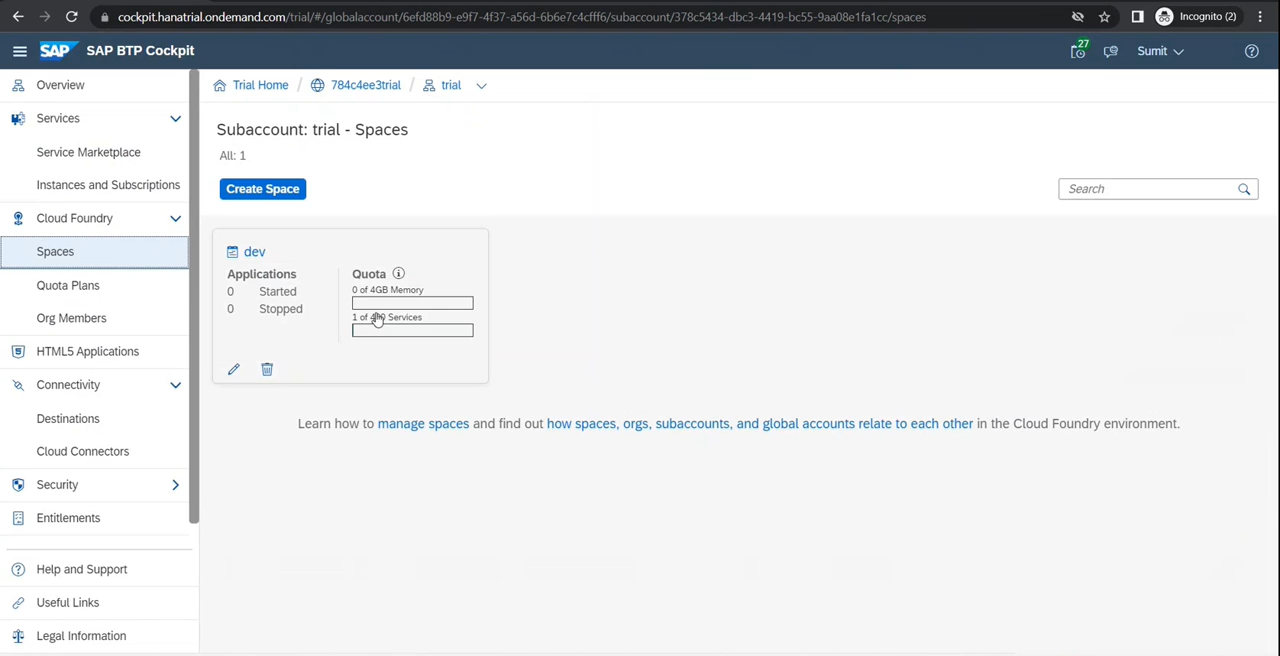 cockpit.hanatrial.ondemand.com/trial/#/globalaccount/6efd88b9-e9f7-4f37-a56d-6b6e7c4cfff6/subaccount/378c5434-dbc3-4419-bc55-9aa08e1fa1cc/spaces
Incognito (2)
SAP SAP BTP Cockpit
27
Sumit
Overview
Services
Service Marketplace
Instances and Subscriptions
Cloud Foundry
Spaces
Quota Plans
Org Members
HTML5 Applications
Connectivity
Destinations
Cloud Connectors
Security
Entitlements
Help and Support
Useful Links
Legal Information
Trial Home / 784c4ee3trial / trial
Subaccount: trial - Spaces
All: 1
Create Space
Search
dev
Applications
0 Started
0 Stopped
Quota
0 of 4GB Memory
1 of Services
Learn how to manage spaces and find out how spaces, orgs, subaccounts, and global accounts relate to each other in the Cloud Foundry environment.